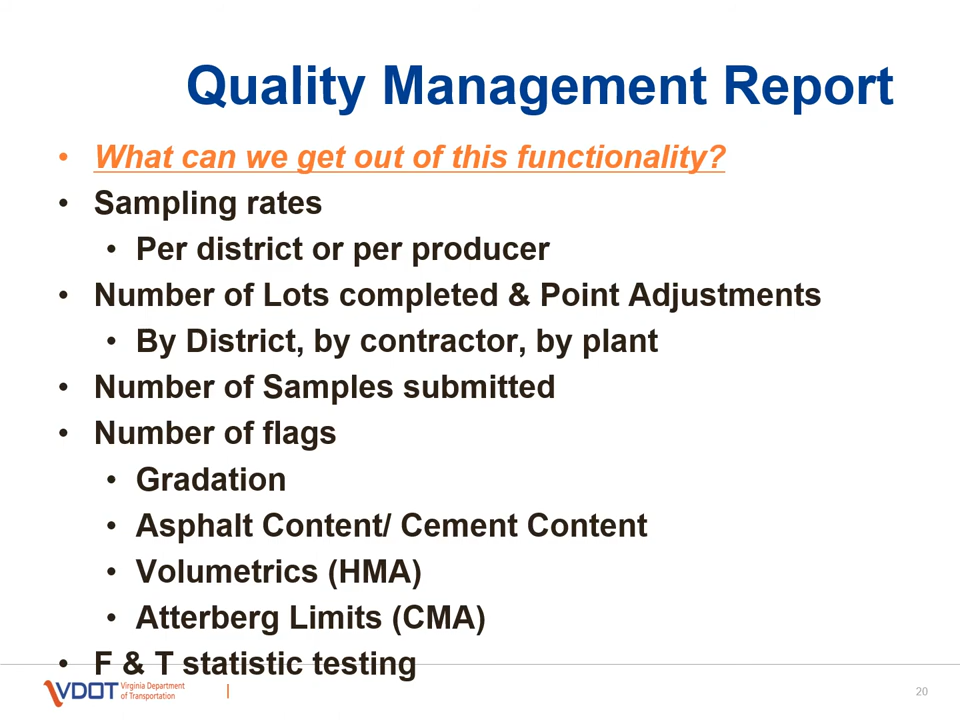 Quality Management Report
• What can we get out of this functionality?
• Sampling rates
• Per district or per producer
• Number of Lots completed & Point Adjustments
• By District, by contractor, by plant
• Number of Samples submitted
• Number of flags
• Gradation
• Asphalt Content/ Cement Content
• Volumetrics (HMA)
• Atterberg Limits (CMA)
• F & T statistic testing
VDOT Virginia Department
of Transportation
20